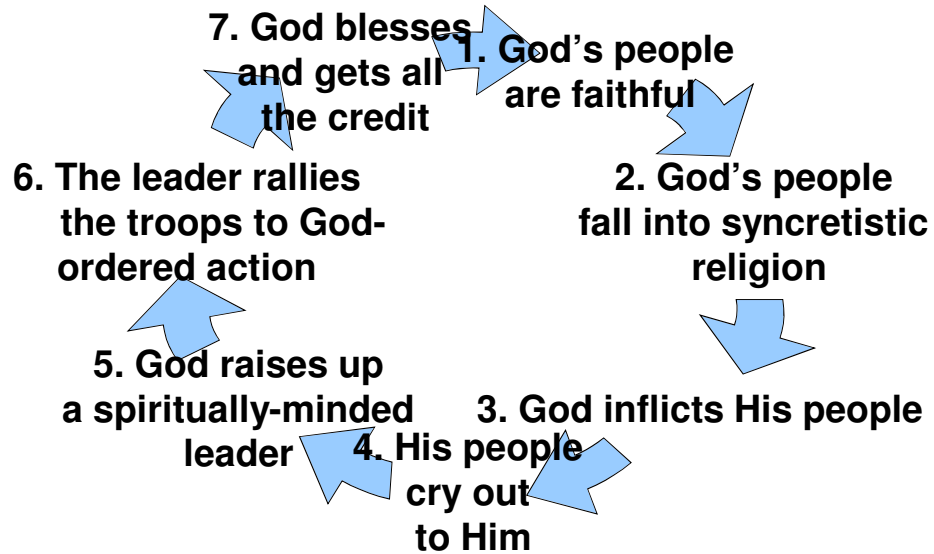 1. God’s people
are faithful
2. God’s people
fall into syncretistic
religion
3. God inflicts His people
4. His people
cry out
to Him
5. God raises up
a spiritually-minded
leader
6. The leader rallies
the troops to God-
ordered action
7. God blesses
and gets all
the credit